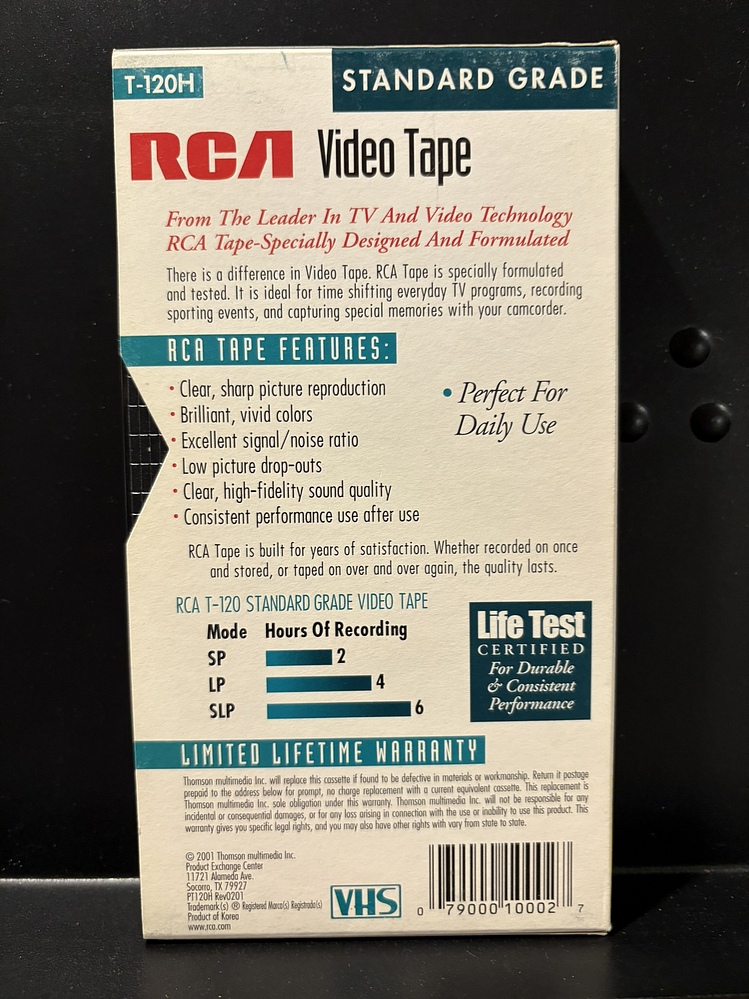 T-120H
STANDARD GRADE
RCA Video Tape
From The Leader In TV And Video Technology
RCA Tape-Specially Designed And Formulated
There is a difference in Video Tape. RCA Tape is specially formulated
and tested. It is ideal for time shifting everyday TV programs, recording
sporting events, and capturing special memories with your camcorder.
RCA TAPE FEATURES:
• Clear, sharp picture reproduction
• Brilliant, vivid colors
• Excellent signal/noise ratio
• Low picture drop-outs
• Clear, high-fidelity sound quality
• Consistent performance use after use
• Perfect For
Daily Use
RCA Tape is built for years of satisfaction. Whether recorded on once
and stored, or taped on over and over again, the quality lasts.
RCA T-120 STANDARD GRADE VIDEO TAPE
Mode Hours Of Recording
SP 2
LP 4
SLP 6
Life Test
CERTIFIED
For Durable
& Consistent
Performance
LIMITED LIFETIME WARRANTY
Thomson multimedia Inc. will replace this cassette if found to be defective in materials or workmanship. Return it postage
prepaid to the address below for prompt, no charge replacement with a current equivalent cassette. This replacement is
Thomson multimedia Inc. sole obligation under this warranty. Thomson multimedia Inc. will not be responsible for any
incidental or consequential damages, or for any loss arising in connection with the use or inability to use this product. This
warranty gives you specific legal rights, and you may also have other rights with vary from state to state.
© 2001 Thomson multimedia Inc.
Product Exchange Center
11721 Alameda Ave.
Socorro, TX 79927
PT120H Rev0201
Trademark(s) ® Registered Marca(s) Registrada(s)
Product of Korea
www.rca.com
VHS
0 79000 10002 7